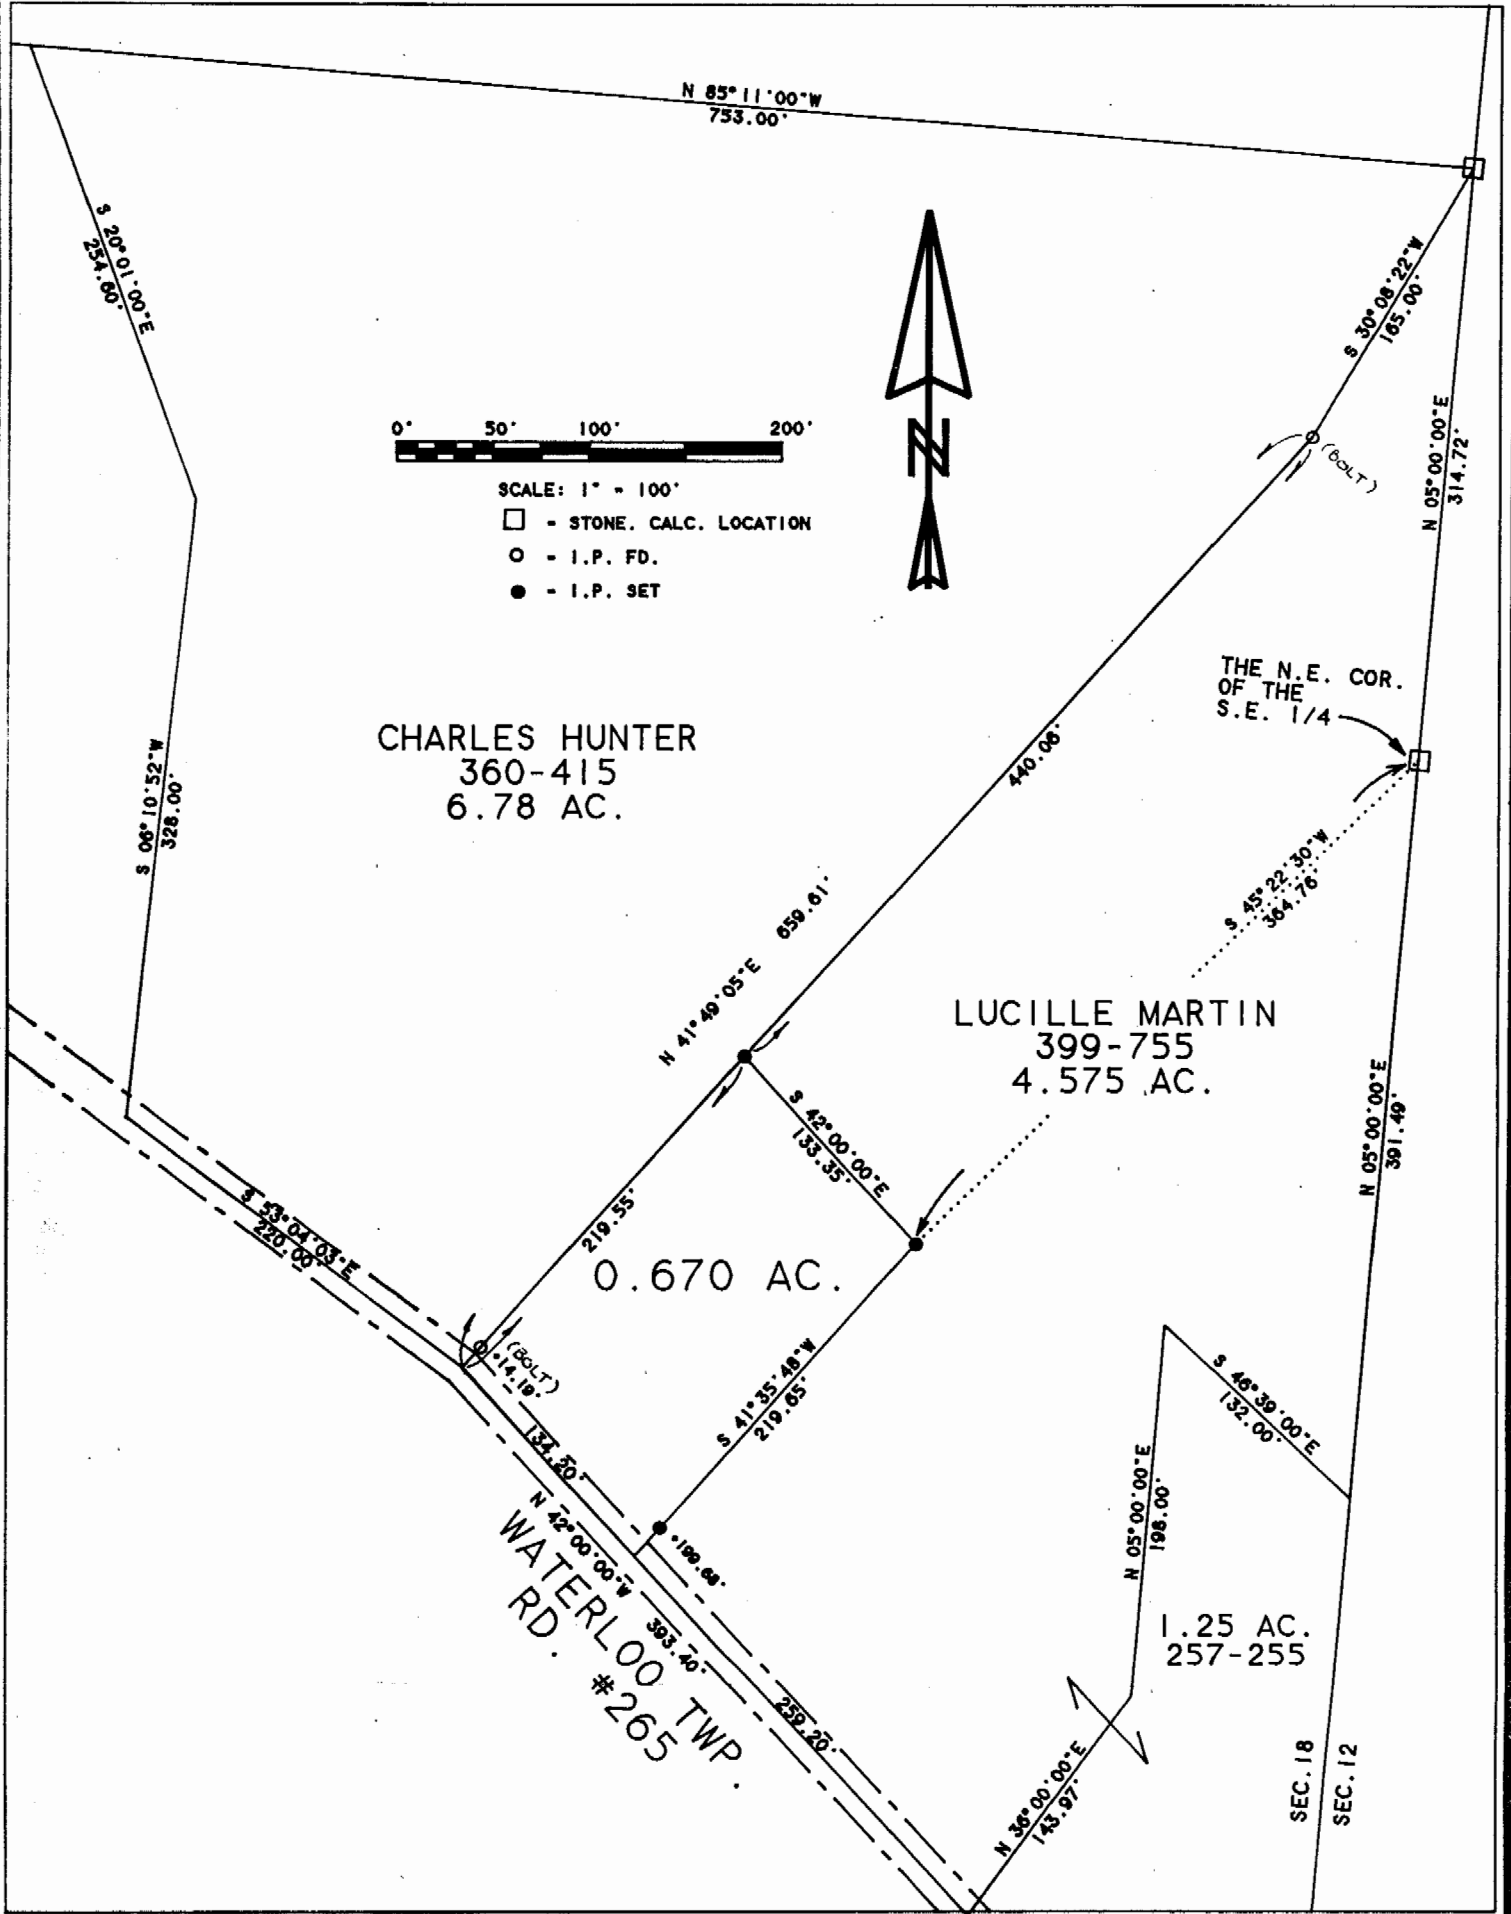 N 85°11'00"W
753.00'
S 20°01'00"E
254.60'
S 30°08'22"W
165.00'
(BOLT)
N 05°00'00"E
314.72'
0' 50' 100' 200'
SCALE: 1" = 100'
□ - STONE. CALC. LOCATION
○ - I.P. FD.
● - I.P. SET
N
THE N.E. COR.
OF THE
S.E. 1/4
CHARLES HUNTER
360-415
6.78 AC.
440.06'
S 06°10'52"W
328.00'
S 45°22'30"W
364.76'
N 41°49'05"E 659.61'
LUCILLE MARTIN
399-755
4.575 AC.
S 42°00'00"E
133.35'
N 05°00'00"E
391.49'
S 53°04'03"E
220.00'
219.55'
0.670 AC.
(BOLT)
+14.19'
S 41°35'48"W
219.65'
S 46°39'00"E
132.00'
134.20'
N 05°00'00"E
198.00'
+199.68'
N 42°00'00"W 393.40'
WATERLOO TWP.
RD. #265
259.20'
1.25 AC.
257-255
N 36°00'00"E
143.97'
SEC.18
SEC.12